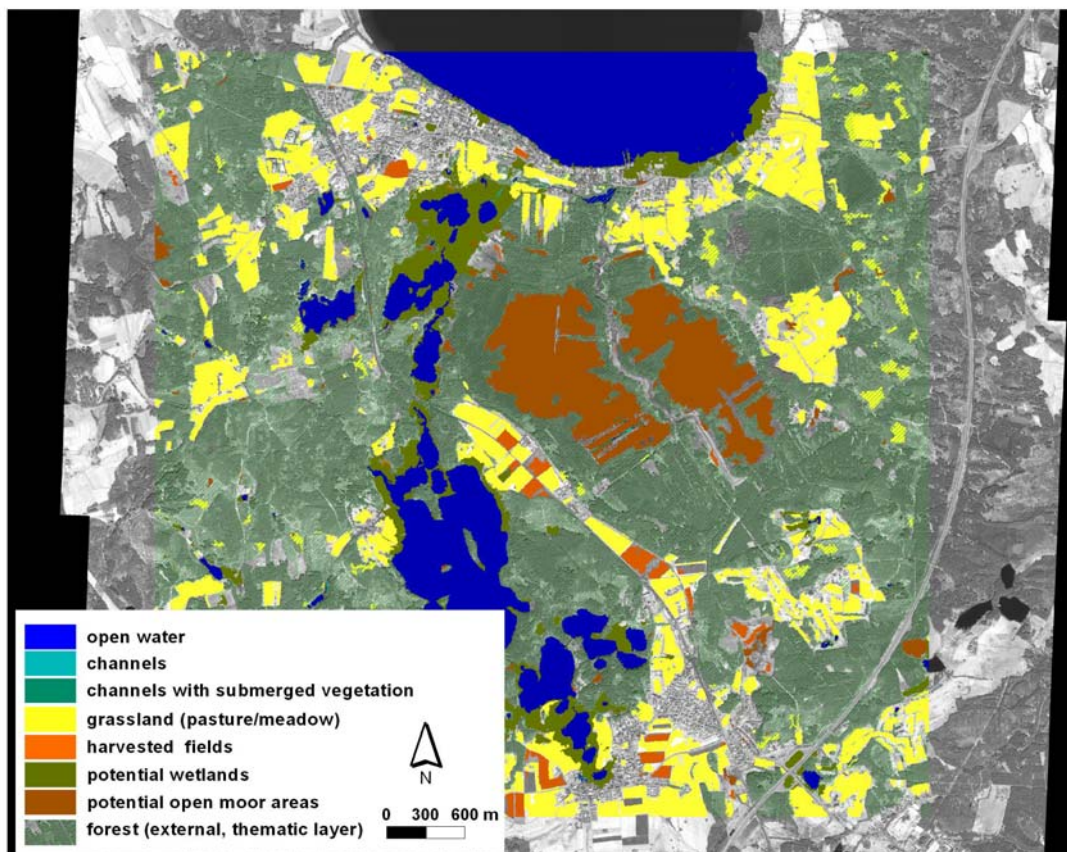 open water
channels
channels with submerged vegetation
grassland (pasture/meadow)
harvested fields
potential wetlands
potential open moor areas
forest (external, thematic layer)
N
0 300 600 m